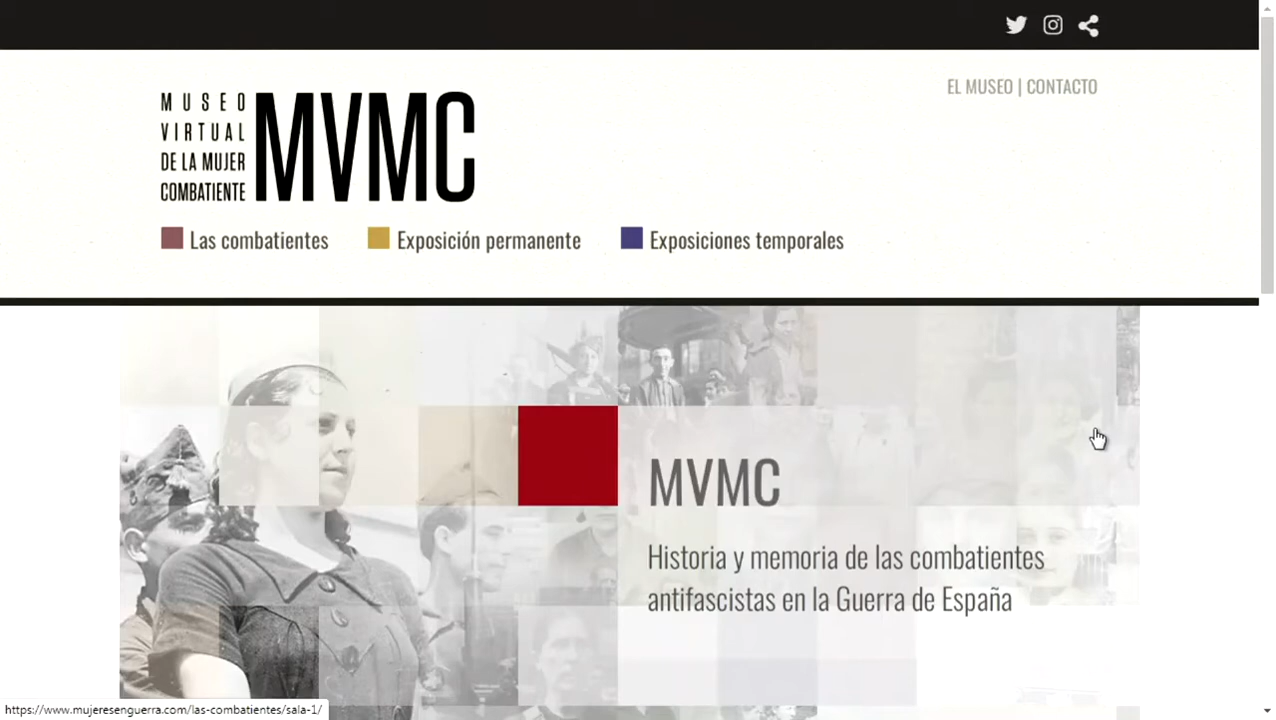 EL MUSEO | CONTACTO
MUSEO
VIRTUAL
DE LA MUJER
COMBATIENTE
MVMC
Las combatientes
Exposición permanente
Exposiciones temporales
MVMC
Historia y memoria de las combatientes
antifascistas en la Guerra de España
https://www.mujeresenguerra.com/las-combatientes/sala-1/